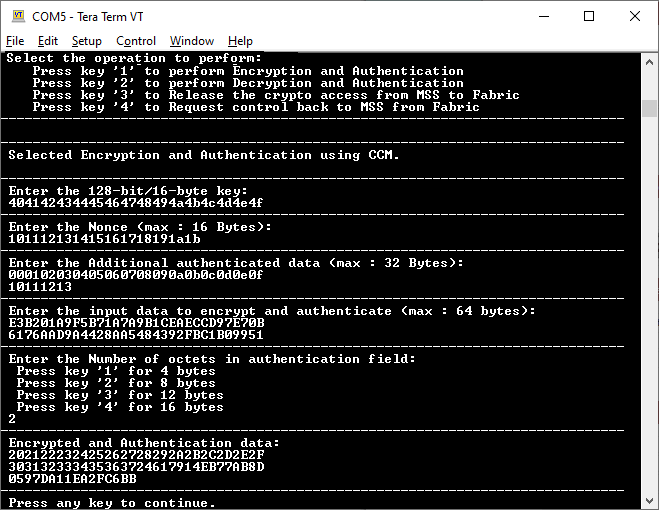 COM5 - Tera Term VT
File Edit Setup Control Window Help
Select the operation to perform:
Press key '1' to perform Encryption and Authentication
Press key '2' to perform Decryption and Authentication
Press key '3' to Release the crypto access from MSS to Fabric
Press key '4' to Request control back to MSS from Fabric
Selected Encryption and Authentication using CCM.
Enter the 128-bit/16-byte key:
404142434445464748494a4b4c4d4e4f
Enter the Nonce (max : 16 Bytes):
101112131415161718191a1b
Enter the Additional authenticated data (max : 32 Bytes):
000102030405060708090a0b0c0d0e0f
10111213
Enter the input data to encrypt and authenticate (max : 64 bytes):
E3B201A9F5B71A7A9B1CEAECCD97E70B
6176AAD9A4428AA5484392FBC1B09951
Enter the Number of octets in authentication field:
Press key '1' for 4 bytes
Press key '2' for 8 bytes
Press key '3' for 12 bytes
Press key '4' for 16 bytes
2
Encrypted and Authentication data:
202122232425262728292A2B2C2D2E2F
303132333435363724617914EB77AB8D
0597DA11EA2FC6BB
Press any key to continue.